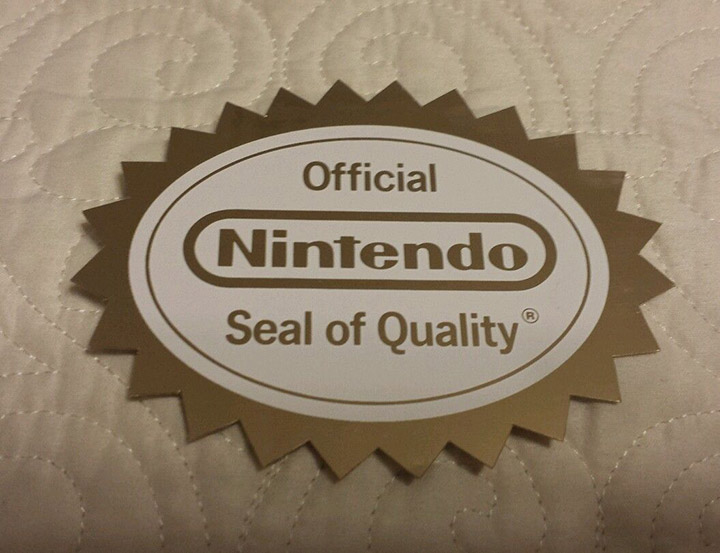 Official
Nintendo
Seal of Quality®